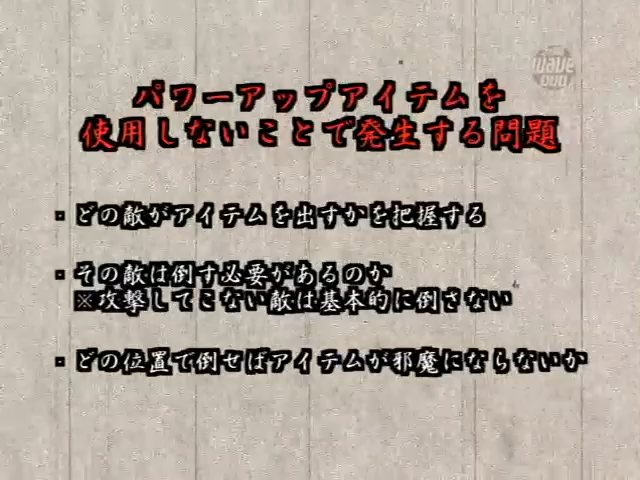 wave
DVD
パワーアップアイテムを
使用しないことで発生する問題
・どの敵がアイテムを出すかを把握する
・その敵は倒す必要があるのか
※攻撃してこない敵は基本的に倒さない
・どの位置で倒せばアイテムが邪魔にならないか